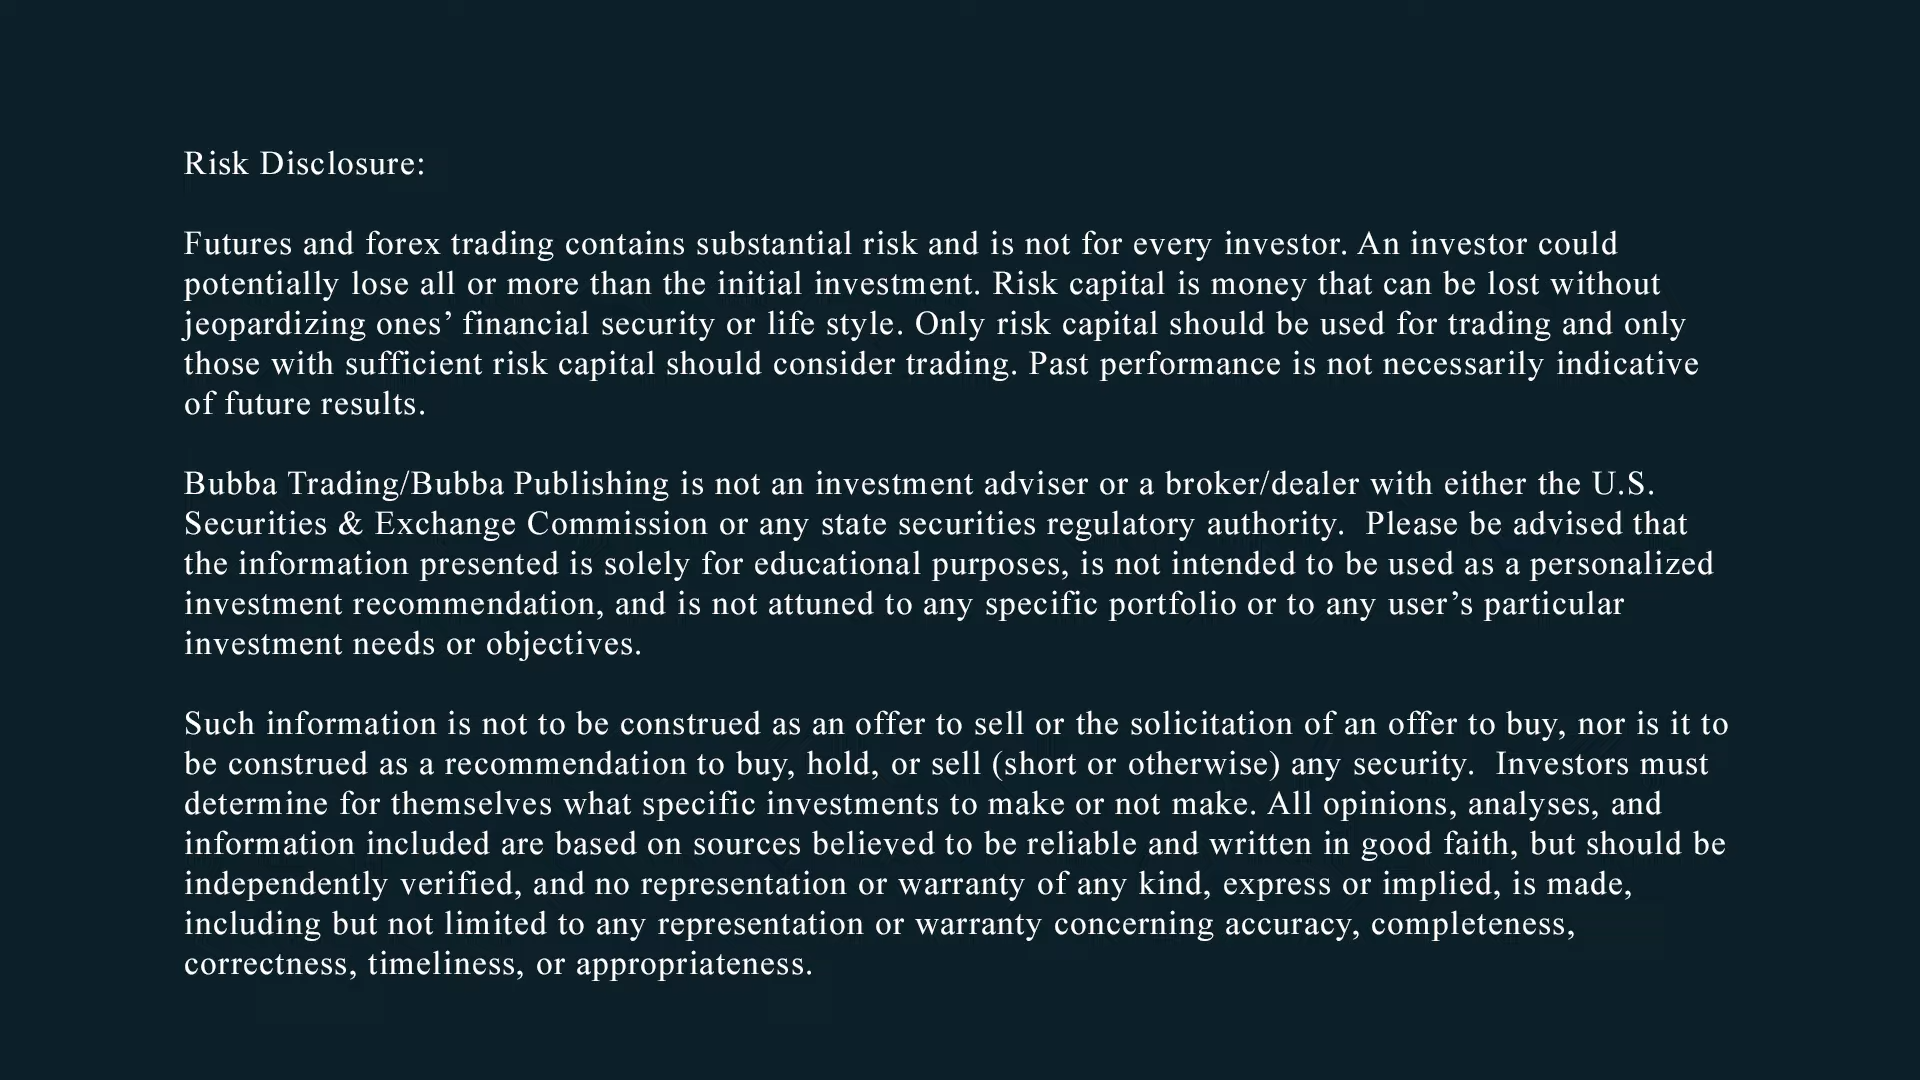 Risk Disclosure:
Futures and forex trading contains substantial risk and is not for every investor. An investor could
potentially lose all or more than the initial investment. Risk capital is money that can be lost without
jeopardizing ones’ financial security or life style. Only risk capital should be used for trading and only
those with sufficient risk capital should consider trading. Past performance is not necessarily indicative
of future results.
Bubba Trading/Bubba Publishing is not an investment adviser or a broker/dealer with either the U.S.
Securities & Exchange Commission or any state securities regulatory authority.  Please be advised that
the information presented is solely for educational purposes, is not intended to be used as a personalized
investment recommendation, and is not attuned to any specific portfolio or to any user’s particular
investment needs or objectives.
Such information is not to be construed as an offer to sell or the solicitation of an offer to buy, nor is it to
be construed as a recommendation to buy, hold, or sell (short or otherwise) any security.  Investors must
determine for themselves what specific investments to make or not make. All opinions, analyses, and
information included are based on sources believed to be reliable and written in good faith, but should be
independently verified, and no representation or warranty of any kind, express or implied, is made,
including but not limited to any representation or warranty concerning accuracy, completeness,
correctness, timeliness, or appropriateness.